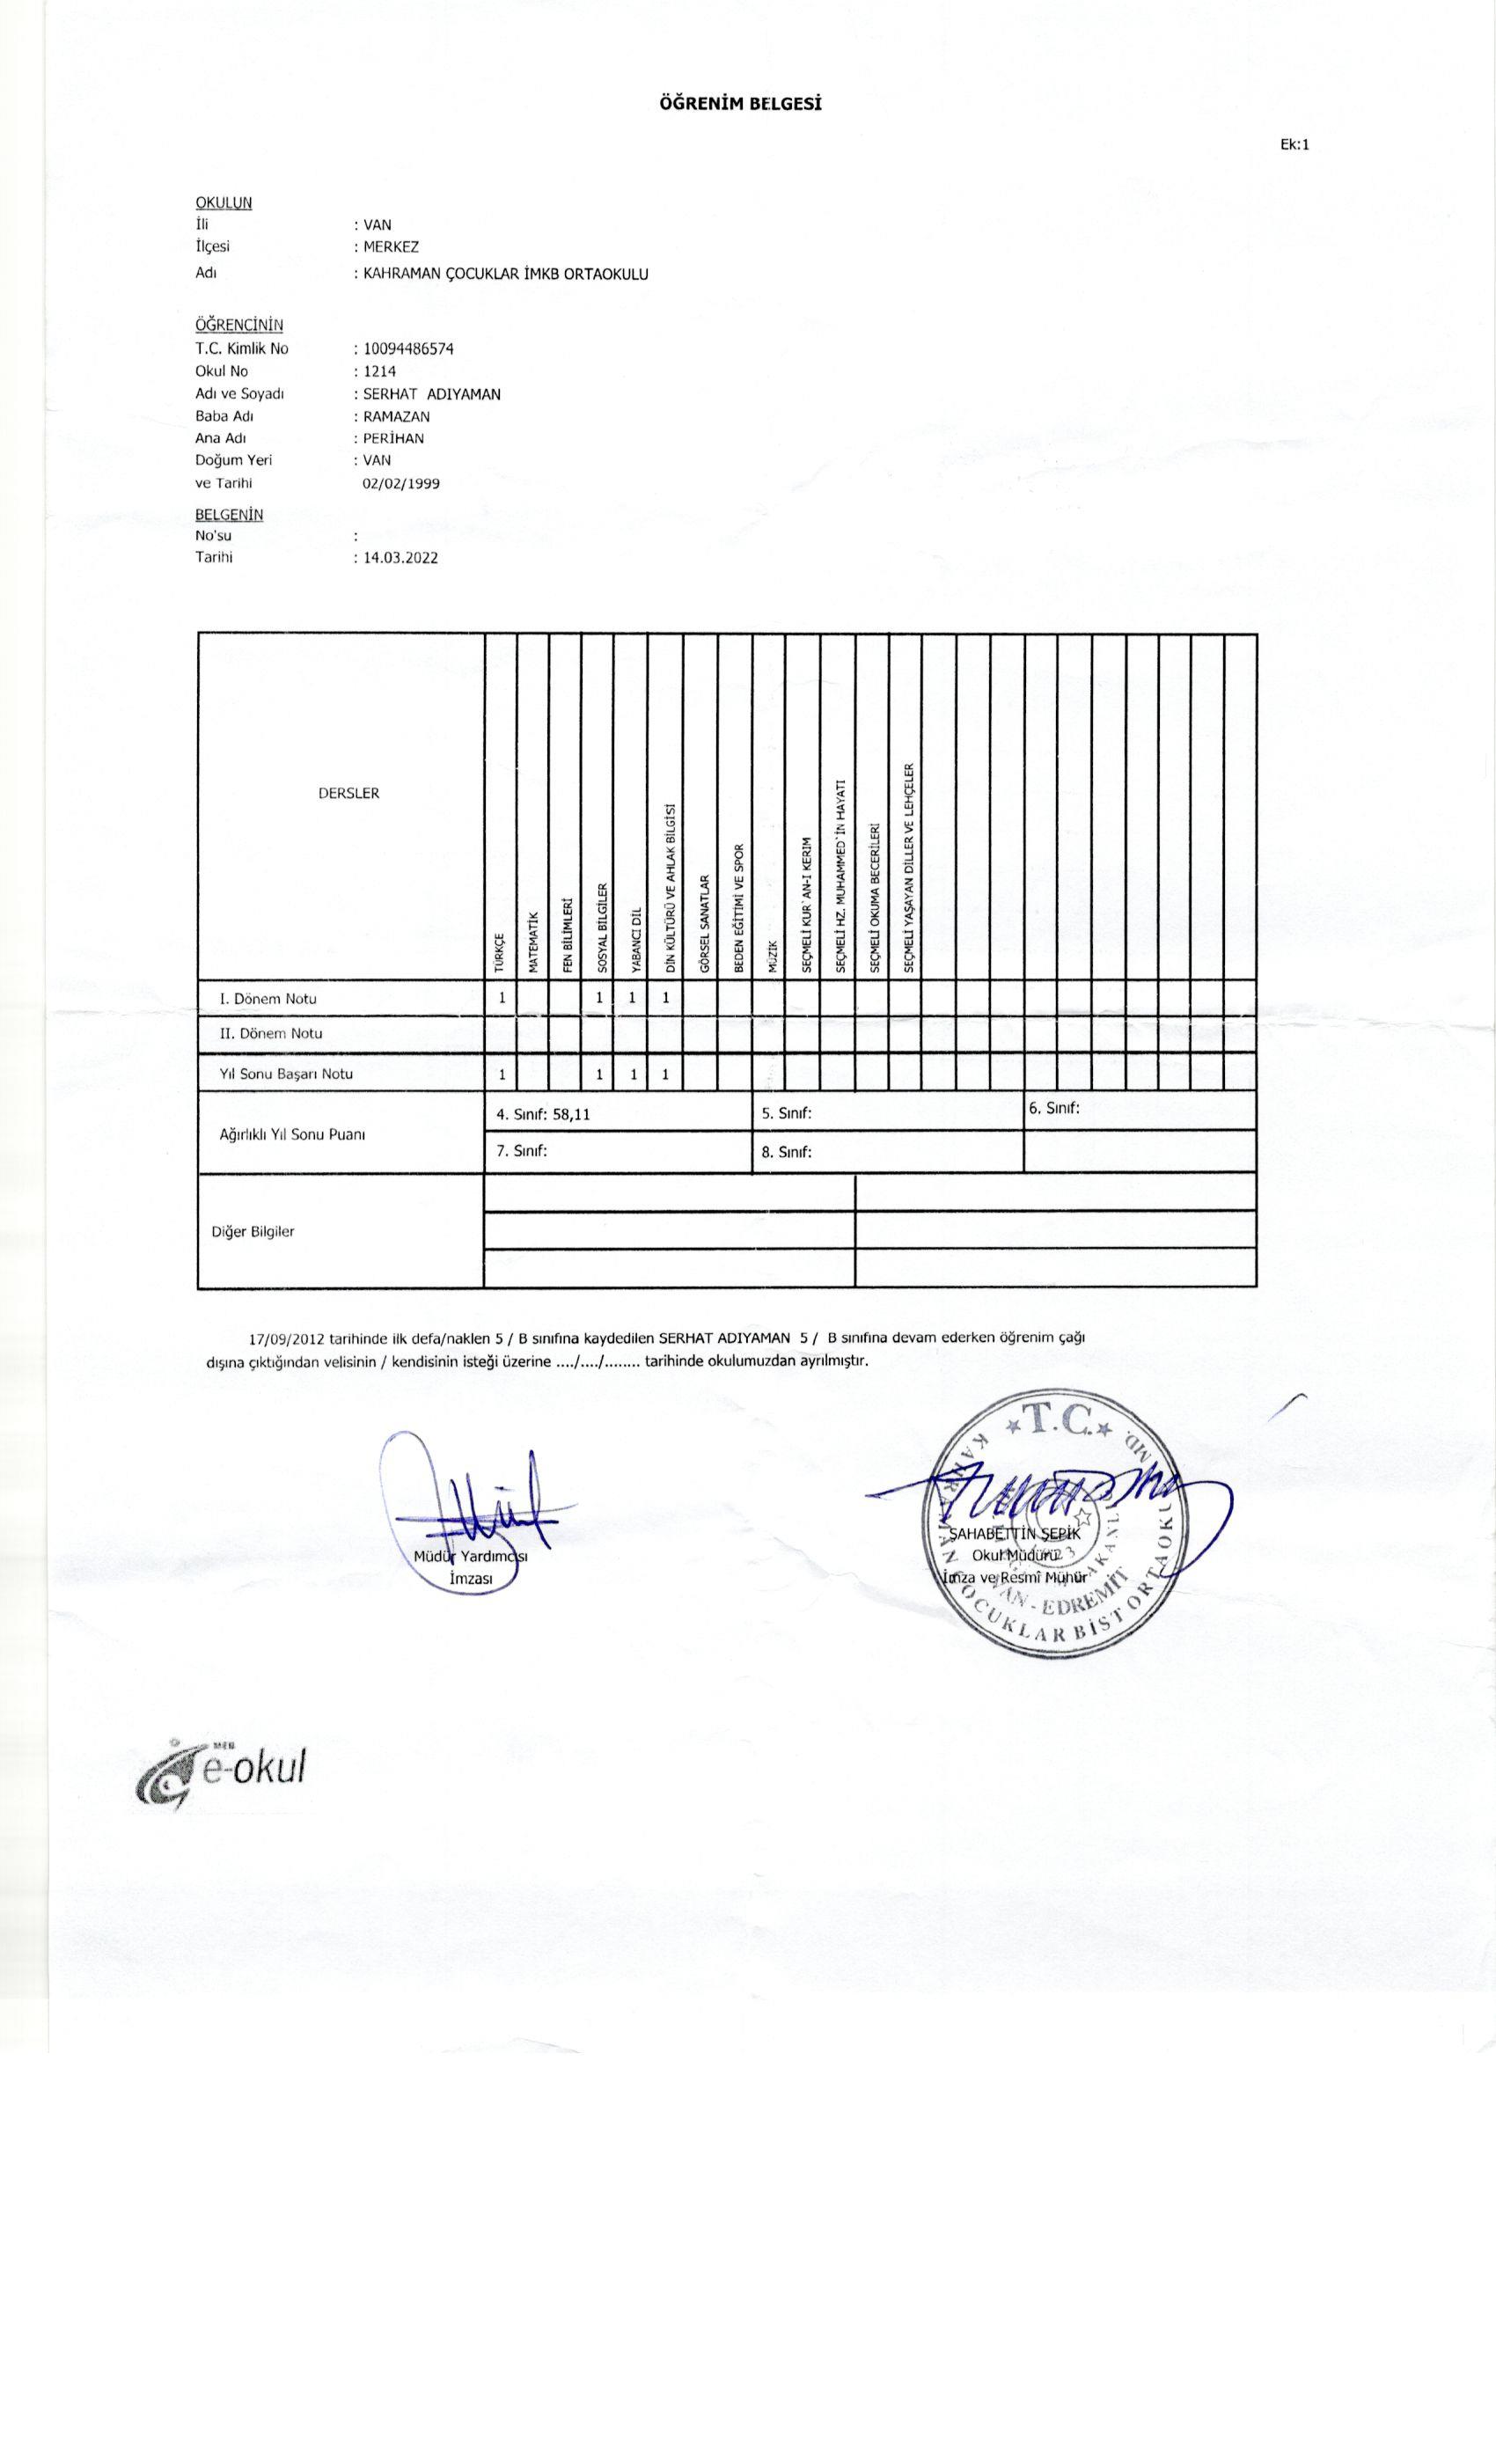 ÖĞRENİM BELGESİ
Ek:1
OKULUN
İli : VAN
İlçesi : MERKEZ
Adı : KAHRAMAN ÇOCUKLAR İMKB ORTAOKULU
ÖĞRENCİNİN
T.C. Kimlik No : 10094486574
Okul No : 1214
Adı ve Soyadı : SERHAT ADIYAMAN
Baba Adı : RAMAZAN
Ana Adı : PERİHAN
Doğum Yeri : VAN
ve Tarihi 02/02/1999
BELGENİN
No'su :
Tarihi : 14.03.2022
DERSLER
TÜRKÇE
MATEMATİK
FEN BİLİMLERİ
SOSYAL BİLGİLER
YABANCI DİL
DİN KÜLTÜRÜ VE AHLAK BİLGİSİ
GÖRSEL SANATLAR
BEDEN EĞİTİMİ VE SPOR
MÜZİK
SEÇMELİ KUR`AN-I KERIM
SEÇMELİ HZ. MUHAMMED`İN HAYATI
SEÇMELİ OKUMA BECERİLERİ
SEÇMELİ YAŞAYAN DİLLER VE LEHÇELER
I. Dönem Notu 1 1 1 1
II. Dönem Notu
Yıl Sonu Başarı Notu 1 1 1 1
Ağırlıklı Yıl Sonu Puanı
4. Sınıf: 58,11 5. Sınıf: 6. Sınıf:
7. Sınıf: 8. Sınıf:
Diğer Bilgiler
17/09/2012 tarihinde ilk defa/naklen 5 / B sınıfına kaydedilen SERHAT ADIYAMAN 5 / B sınıfına devam ederken öğrenim çağı
dışına çıktığından velisinin / kendisinin isteği üzerine ..../..../........ tarihinde okulumuzdan ayrılmıştır.
Müdür Yardımcısı
İmzası
T.C.
ŞAHABETTİN ŞEPİK
Okul Müdürü
İmza ve Resmî Mühür
VAN - EDREMİT
KAHRAMAN ÇOCUKLAR BİST ORTAOKULU
MEB
e-okul